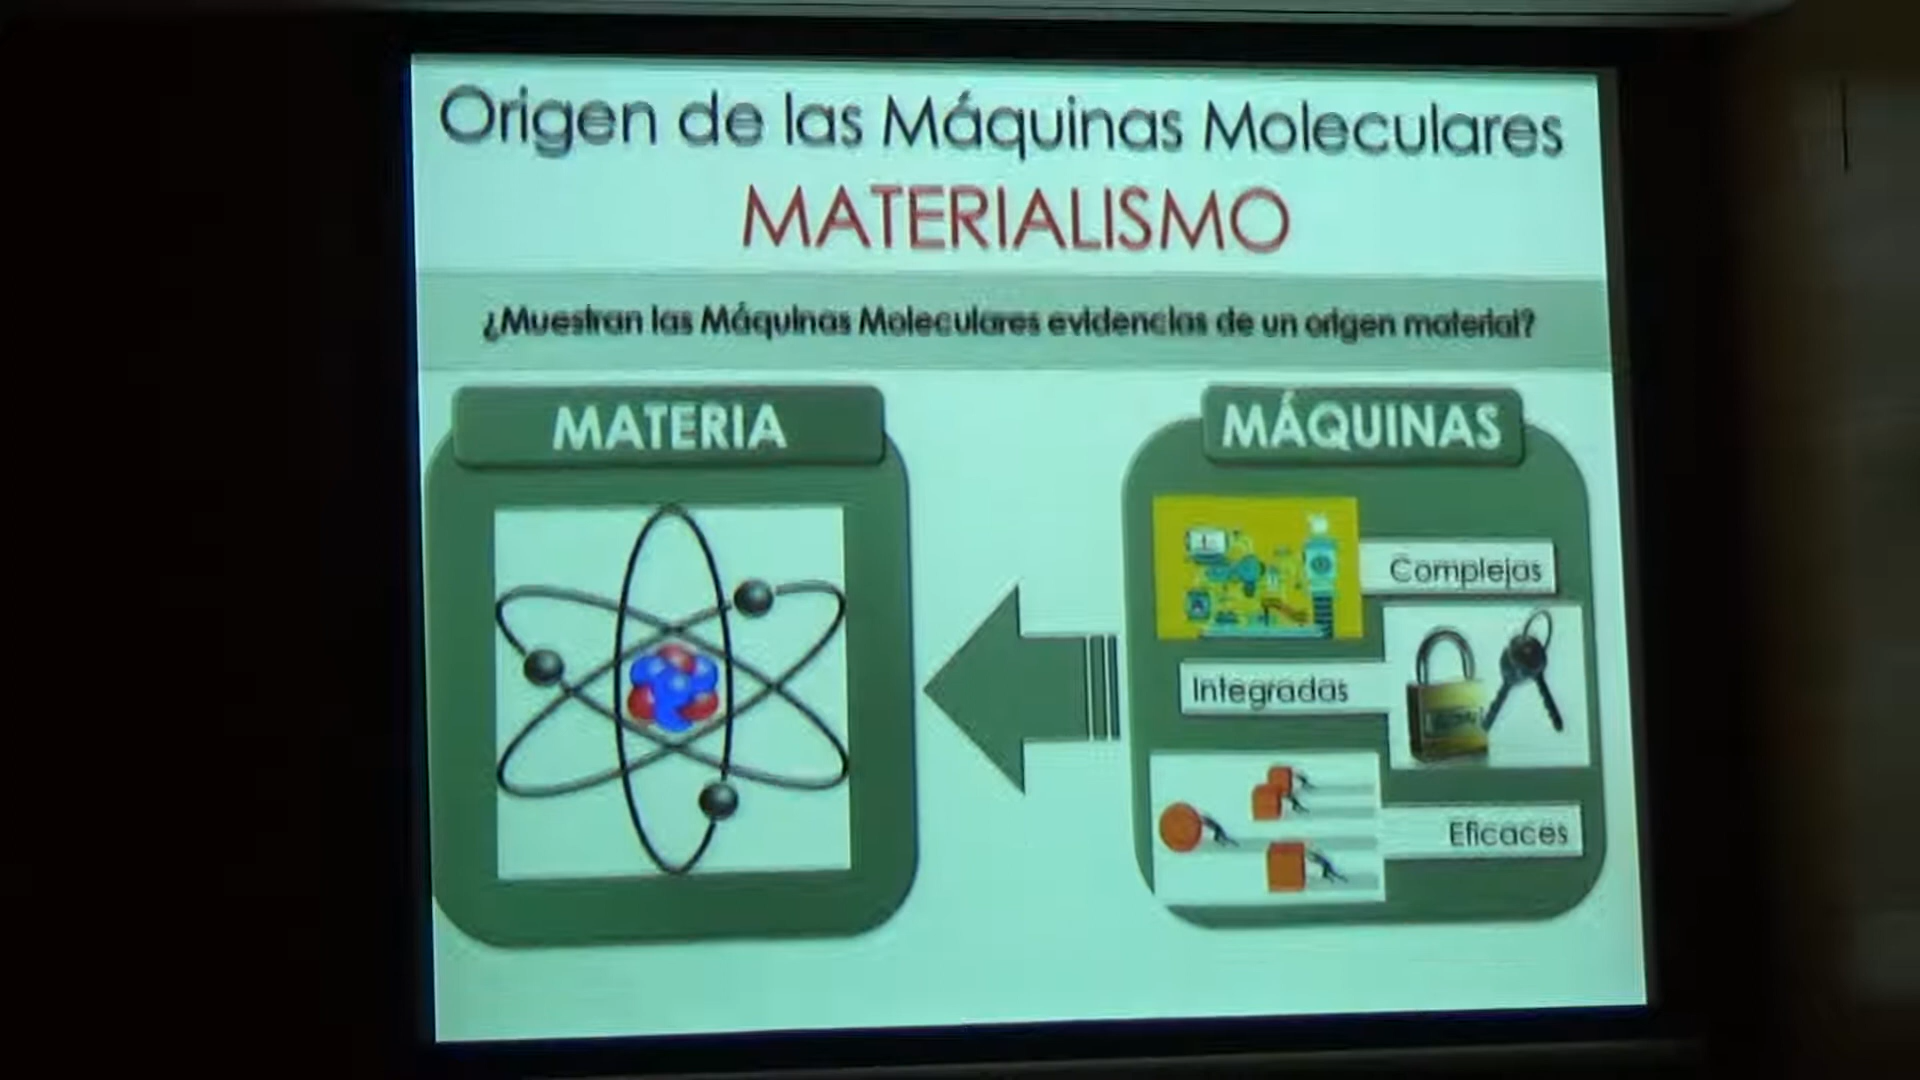 Origen de las Máquinas Moleculares
MATERIALISMO
¿Muestran las Máquinas Moleculares evidencias de un origen material?
MATERIA
MÁQUINAS
Complejas
Integradas
Eficaces